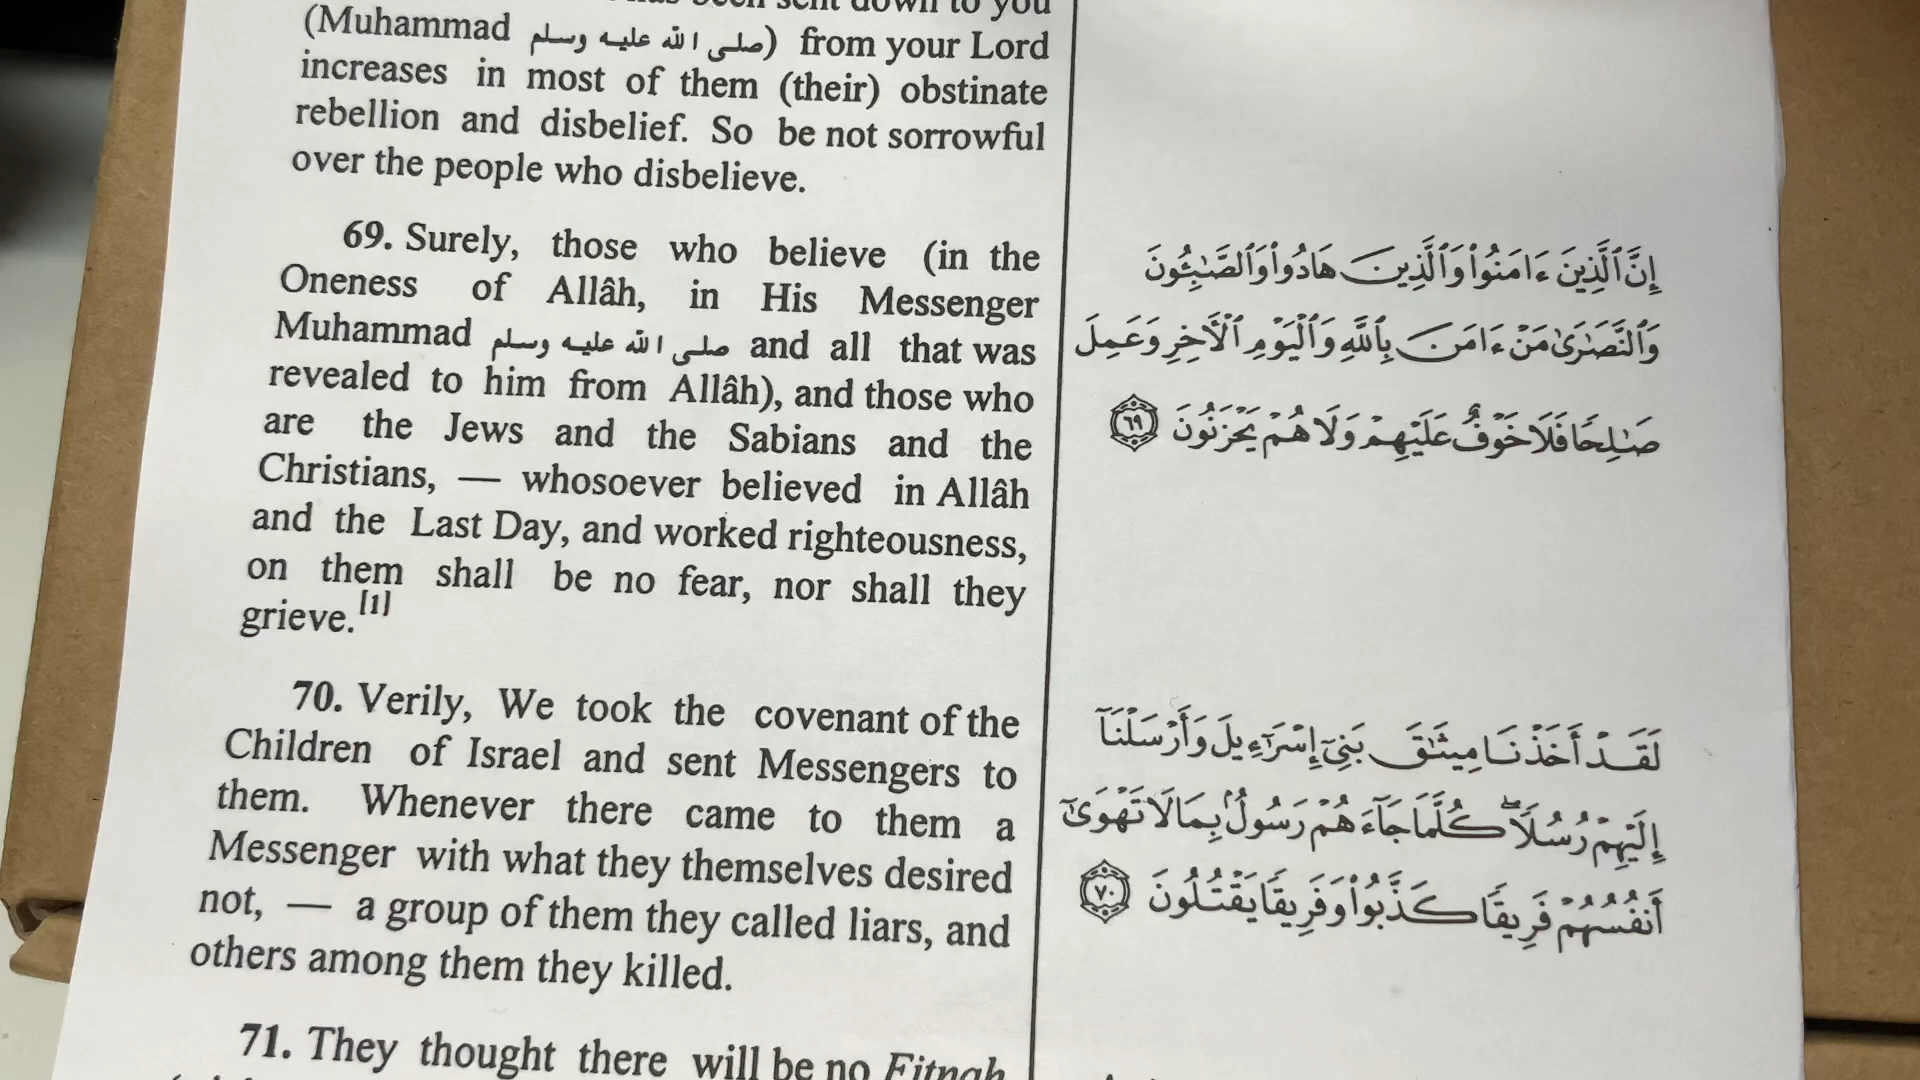 sent down to you
(Muhammad صلى الله عليه وسلم) from your Lord
increases in most of them (their) obstinate
rebellion and disbelief. So be not sorrowful
over the people who disbelieve.
69. Surely, those who believe (in the
Oneness of Allâh, in His Messenger
Muhammad صلى الله عليه وسلم and all that was
revealed to him from Allâh), and those who
are the Jews and the Sabians and the
Christians, — whosoever believed in Allâh
and the Last Day, and worked righteousness,
on them shall be no fear, nor shall they
grieve.[1]
70. Verily, We took the covenant of the
Children of Israel and sent Messengers to
them. Whenever there came to them a
Messenger with what they themselves desired
not, — a group of them they called liars, and
others among them they killed.
71. They thought there will be no Fitnah
إِنَّ ٱلَّذِينَ ءَامَنُوا۟ وَٱلَّذِينَ هَادُوا۟ وَٱلصَّـٰبِـُٔونَ
وَٱلنَّصَـٰرَىٰ مَنْ ءَامَنَ بِٱللَّهِ وَٱلْيَوْمِ ٱلْأَخِرِ وَعَمِلَ
صَـٰلِحًا فَلَا خَوْفٌ عَلَيْهِمْ وَلَا هُمْ يَحْزَنُونَ ٦٩
لَقَدْ أَخَذْنَا مِيثَـٰقَ بَنِىٓ إِسْرَٰٓءِيلَ وَأَرْسَلْنَآ
إِلَيْهِمْ رُسُلًا ۖ كُلَّمَا جَآءَهُمْ رَسُولٌۢ بِمَا لَا تَهْوَىٰٓ
أَنفُسُهُمْ فَرِيقًا كَذَّبُوا۟ وَفَرِيقًا يَقْتُلُونَ ٧٠